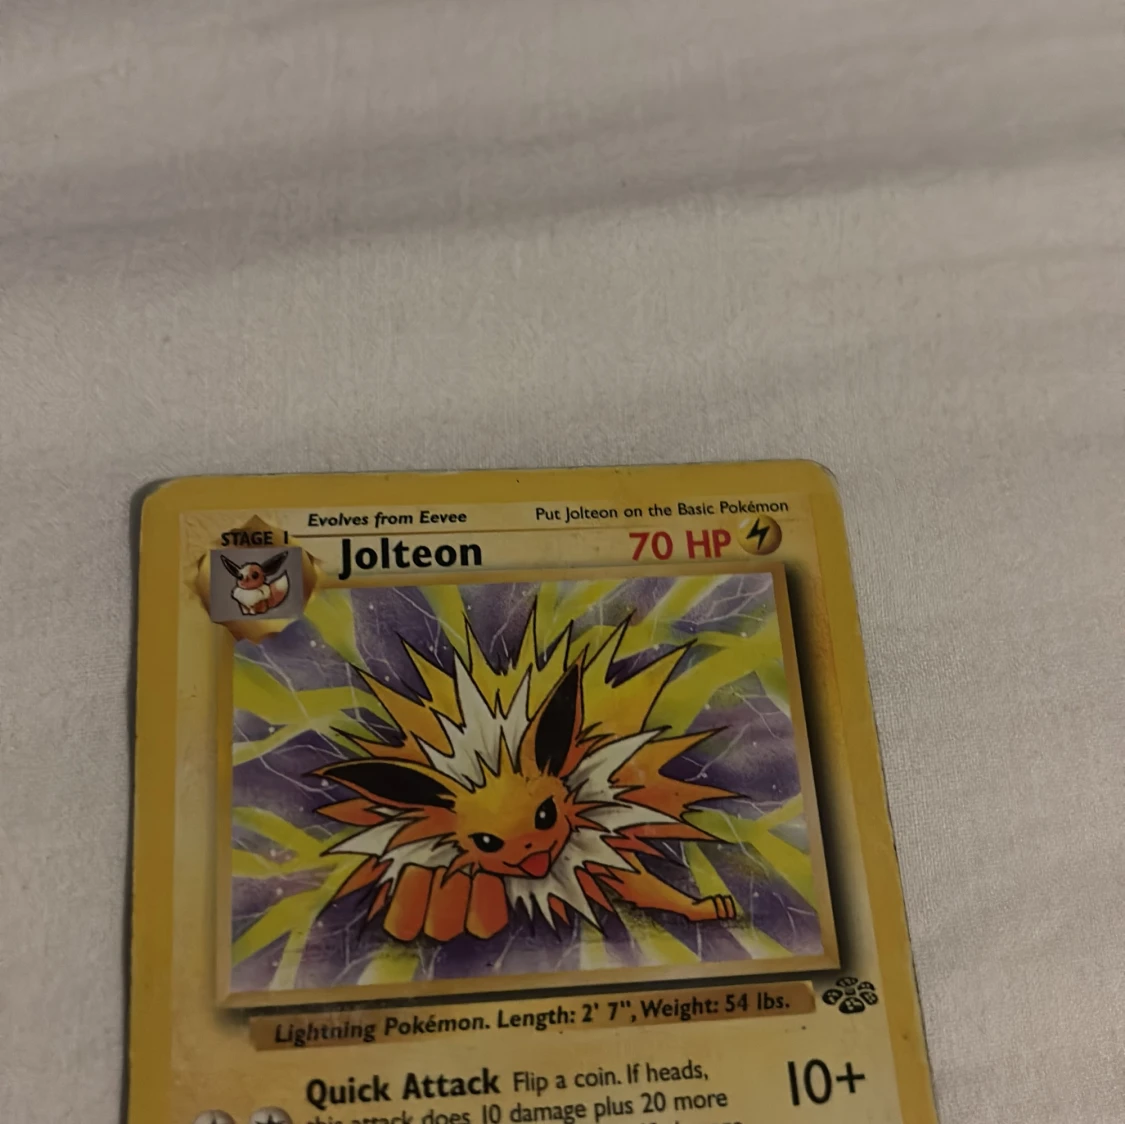 Evolves from Eevee
Put Jolteon on the Basic Pokémon
STAGE 1
Jolteon
70 HP
Lightning Pokémon. Length: 2' 7", Weight: 54 lbs.
Quick Attack Flip a coin. If heads,
10+
this attack does 10 damage plus 20 more